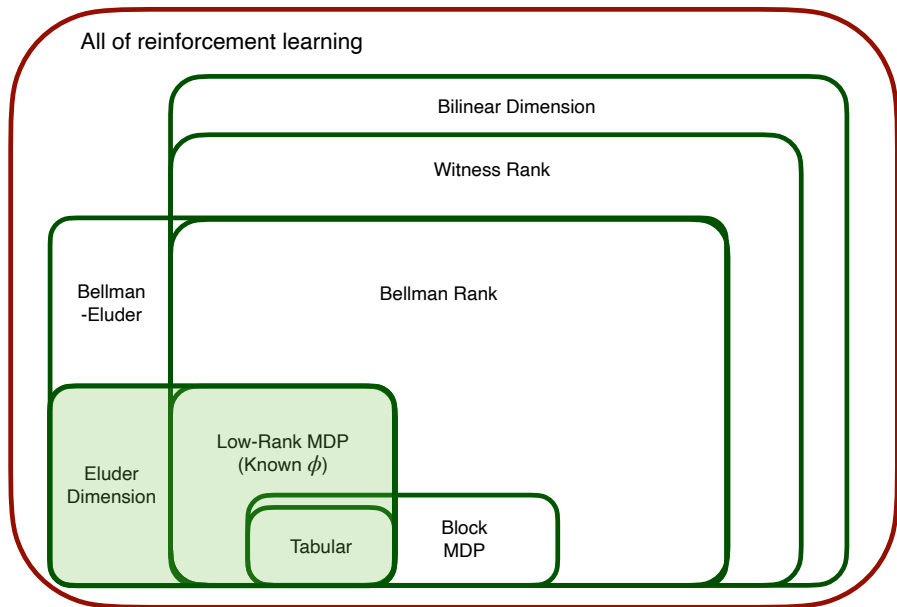 All of reinforcement learning
Bilinear Dimension
Witness Rank
Bellman
-Eluder
Bellman Rank
Low-Rank MDP
(Known ϕ)
Eluder
Dimension
Block
MDP
Tabular